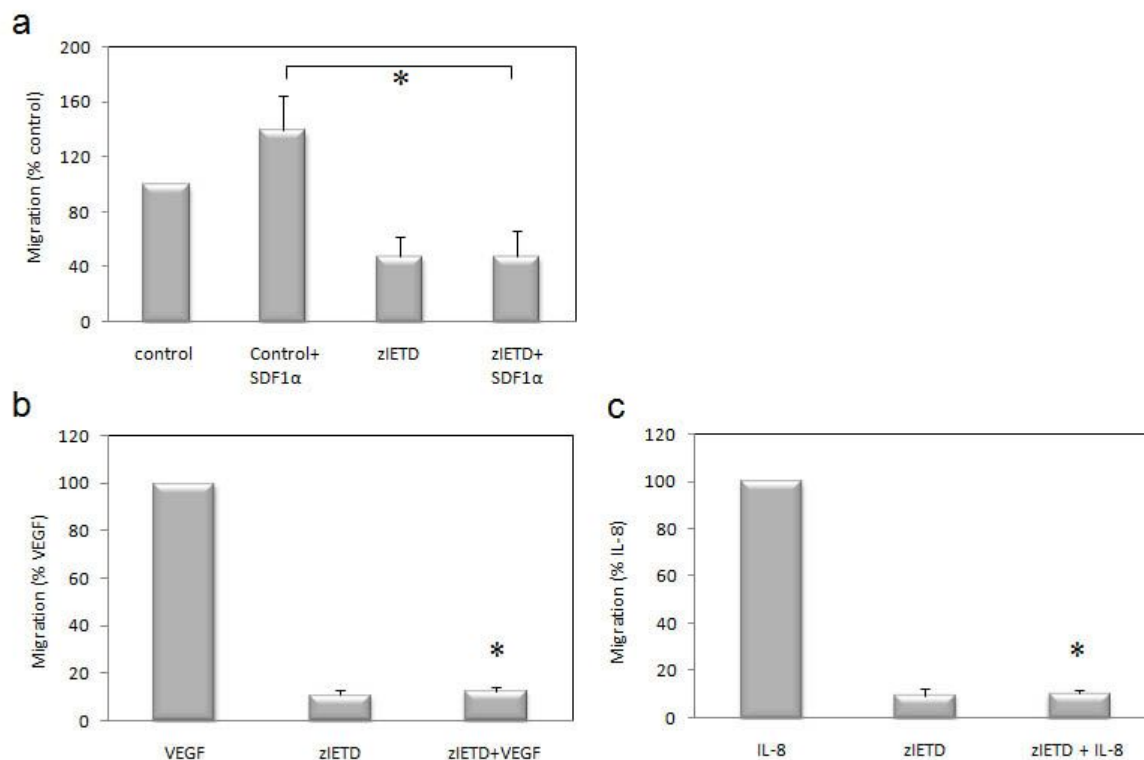 a
200
160
120
80
40
0
Migration (% control)
*
control
Control+
SDF1α
zIETD
zIETD+
SDF1α
b
120
100
80
60
40
20
0
Migration (% VEGF)
*
VEGF
zIETD
zIETD+VEGF
c
120
100
80
60
40
20
0
Migration (% IL-8)
*
IL-8
zIETD
zIETD + IL-8